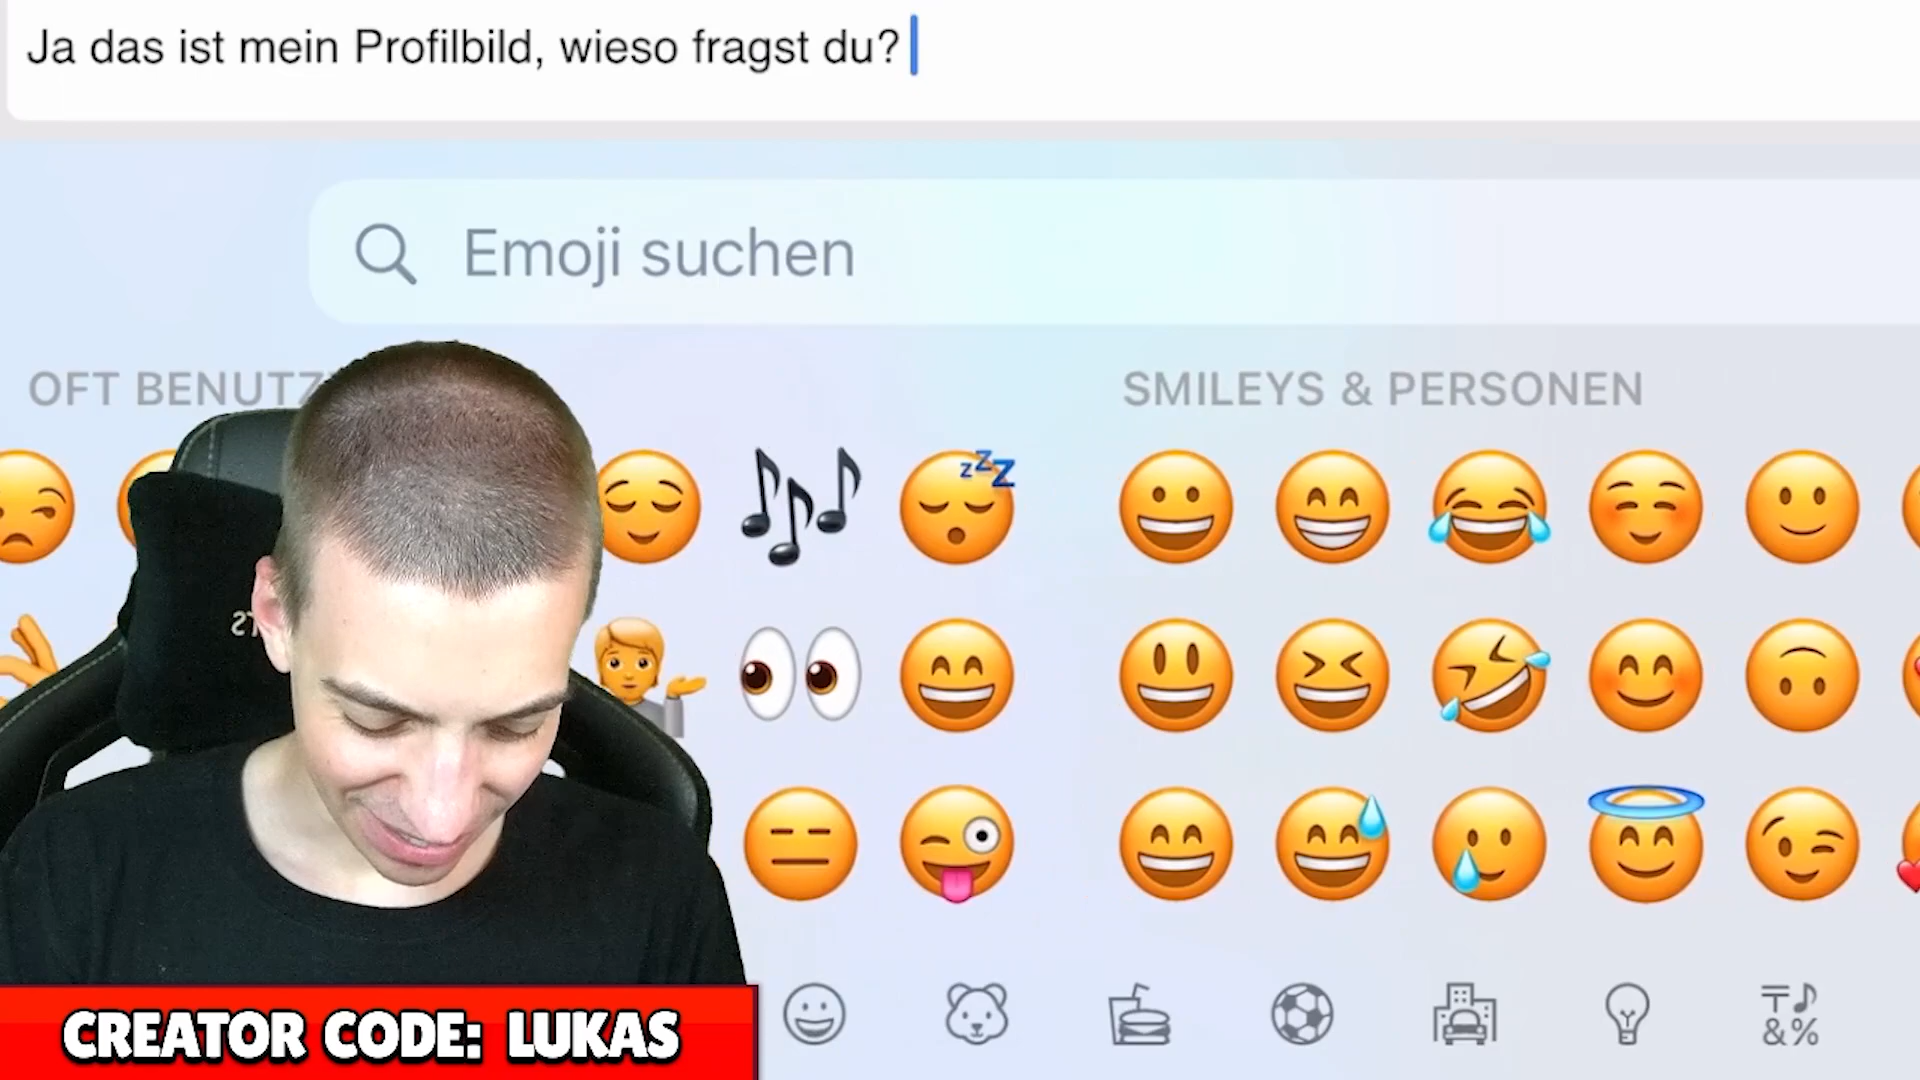 Ja das ist mein Profilbild, wieso fragst du?
Emoji suchen
OFT BENUTZ
SMILEYS & PERSONEN
CREATOR CODE: LUKAS